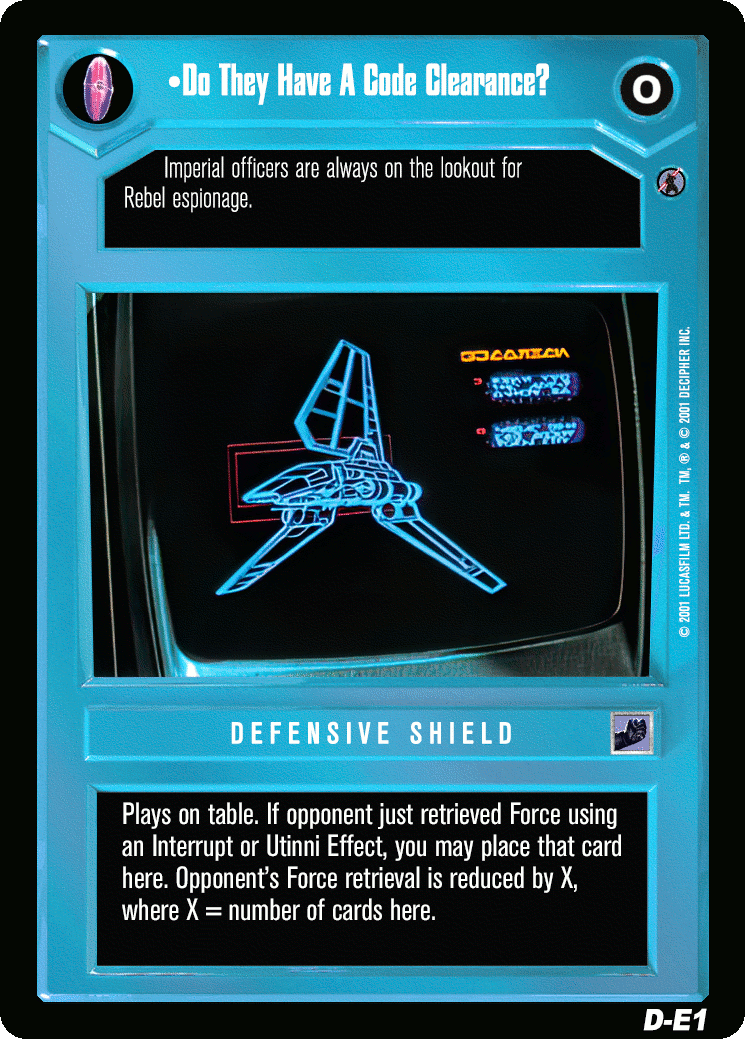 •Do They Have A Code Clearance?
O
Imperial officers are always on the lookout for
Rebel espionage.
© 2001 LUCASFILM LTD. & TM. TM, ® & © 2001 DECIPHER INC.
DEFENSIVE SHIELD
Plays on table. If opponent just retrieved Force using
an Interrupt or Utinni Effect, you may place that card
here. Opponent's Force retrieval is reduced by X,
where X = number of cards here.
D-E1